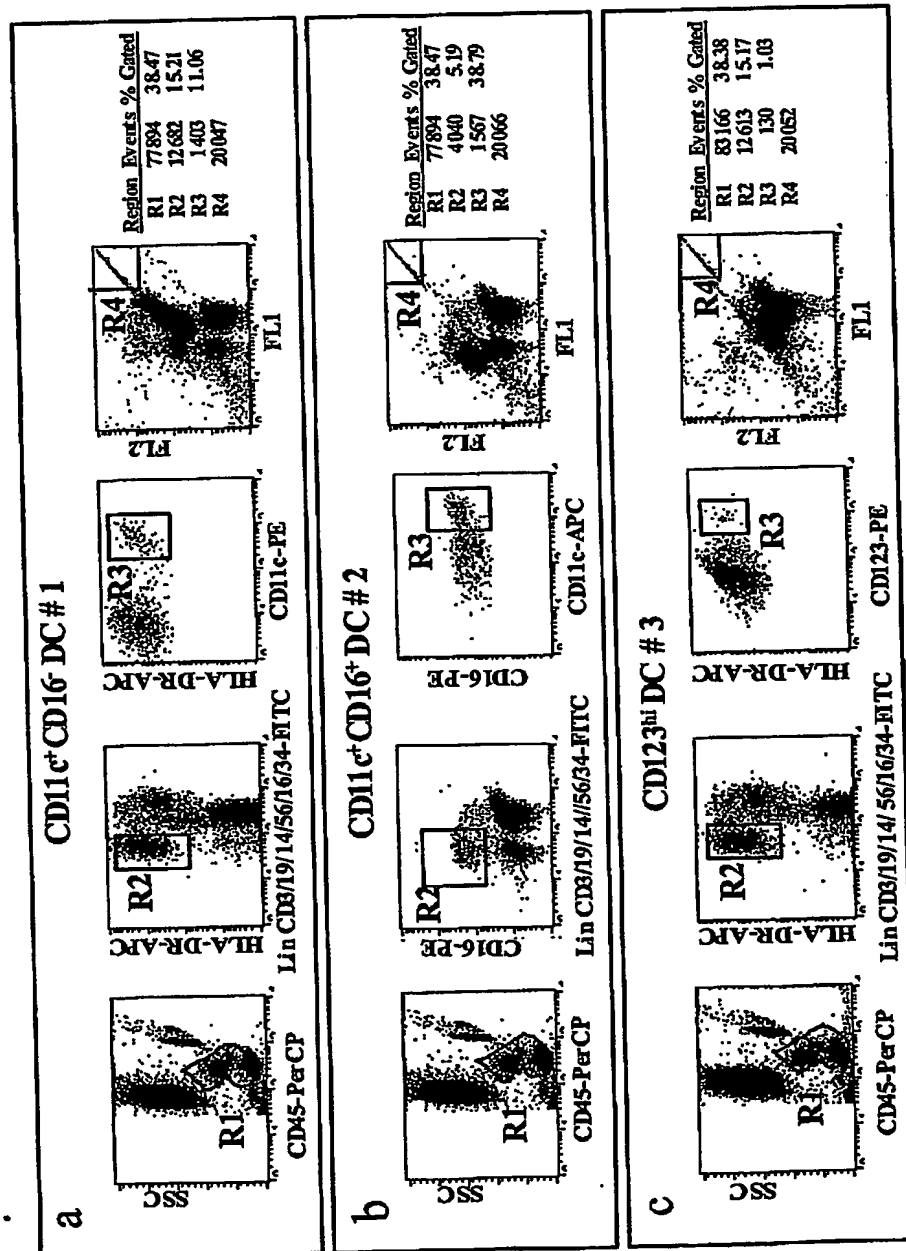 a
CD11c+CD16- DC # 1
SSC
R1
CD45-PerCP
HLA-DR-APC
R2
Lin CD3/19/14/56/16/34-FITC
HLA-DR-APC
R3
CD11c-PE
FL2
R4
FL1
Region Events % Gated
R1 77894 38.47
R2 12682 15.21
R3 1403 11.06
R4 20047
b
CD11c+CD16+ DC # 2
SSC
R1
CD45-PerCP
CD16-PE
R2
Lin CD3/19/14//56/34-FITC
CD16-PE
R3
CD11c-APC
FL2
R4
FL1
Region Events % Gated
R1 77894 38.47
R2 4040 5.19
R3 1567 38.79
R4 20066
c
CD123hi DC # 3
SSC
R1
CD45-PerCP
HLA-DR-APC
R2
Lin CD3/19/14/ 56/16/34-FITC
HLA-DR-APC
R3
CD123-PE
FL2
R4
FL1
Region Events % Gated
R1 83166 38.38
R2 12613 15.17
R3 130 1.03
R4 20052